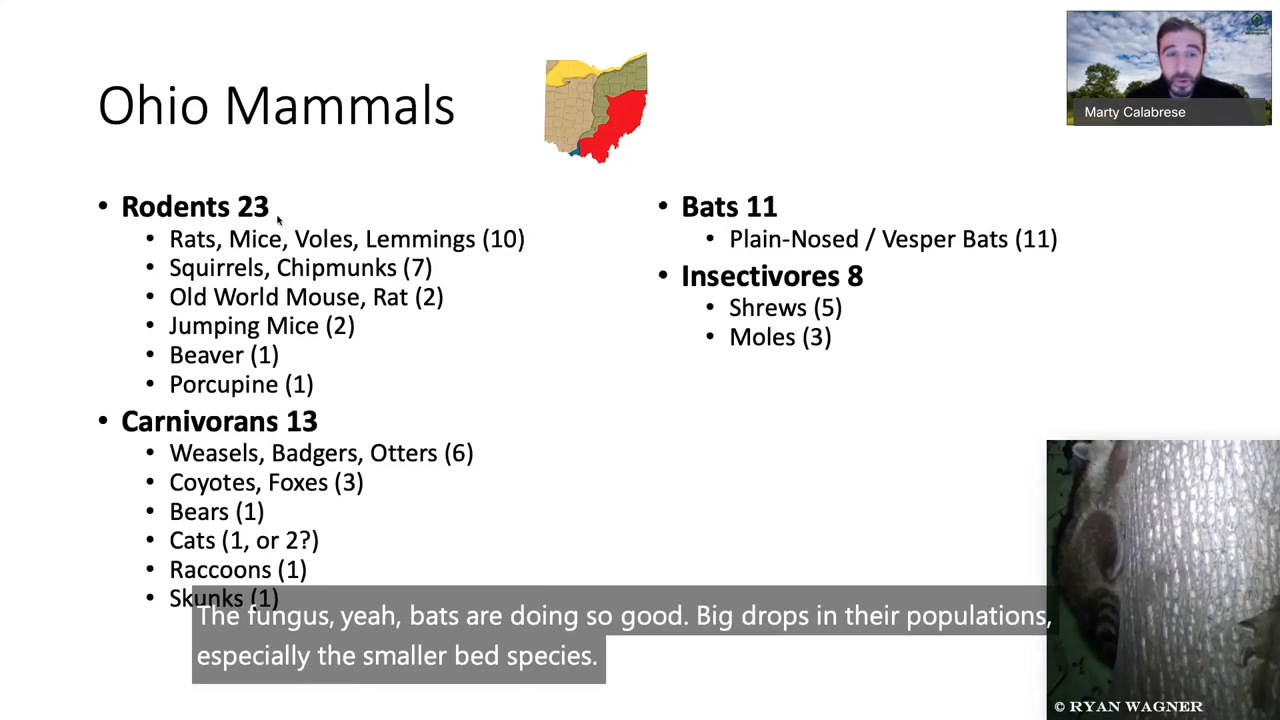 Ohio Mammals
Marty Calabrese
• Rodents 23
• Rats, Mice, Voles, Lemmings (10)
• Squirrels, Chipmunks (7)
• Old World Mouse, Rat (2)
• Jumping Mice (2)
• Beaver (1)
• Porcupine (1)
• Carnivorans 13
• Weasels, Badgers, Otters (6)
• Coyotes, Foxes (3)
• Bears (1)
• Cats (1, or 2?)
• Raccoons (1)
• Skunks (1)
• Bats 11
• Plain-Nosed / Vesper Bats (11)
• Insectivores 8
• Shrews (5)
• Moles (3)
The fungus, yeah, bats are doing so good. Big drops in their populations,
especially the smaller bed species.
© RYAN WAGNER